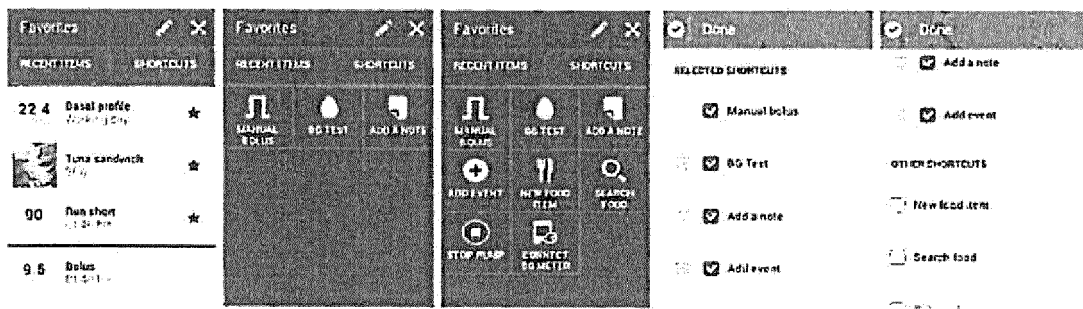 Favorites
RECENT ITEMS SHORTCUTS
22.4 Basal profile
Working day
Tuna sandwich
90 Run short
9.5 Bolus
Favorites
RECENT ITEMS SHORTCUTS
MANUAL BOLUS
BG TEST
ADD A NOTE
Favorites
RECENT ITEMS SHORTCUTS
MANUAL BOLUS
BG TEST
ADD A NOTE
ADD EVENT
NEW FOOD ITEM
SEARCH FOOD
STOP PUMP
CONNECT BG METER
Done
SELECTED SHORTCUTS
Manual bolus
BG Test
Add a note
Add event
Done
Add a note
Add event
OTHER SHORTCUTS
New food item
Search food